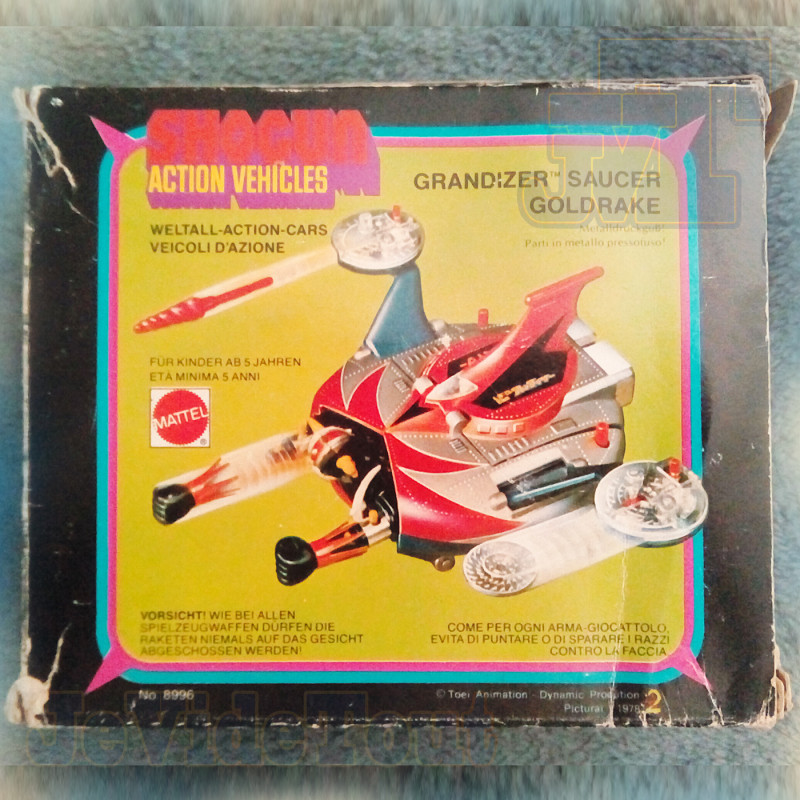 SHOGUN
ACTION VEHICLES
GRANDIZER™ SAUCER
GOLDRAKE
Metalldruckguß!
Parti in metallo pressofuso!
WELTALL-ACTION-CARS
VEICOLI D'AZIONE
FÜR KINDER AB 5 JAHREN
ETÀ MINIMA 5 ANNI
MATTEL
®
VORSICHT! WIE BEI ALLEN
SPIELZEUGWAFFEN DÜRFEN DIE
RAKETEN NIEMALS AUF DAS GESICHT
ABGESCHOSSEN WERDEN!
COME PER OGNI ARMA-GIOCATTOLO,
EVITA DI PUNTARE O DI SPARARE I RAZZI
CONTRO LA FACCIA
No. 8996
© Toei Animation - Dynamic
Pictural 1978
2
JeVideTout